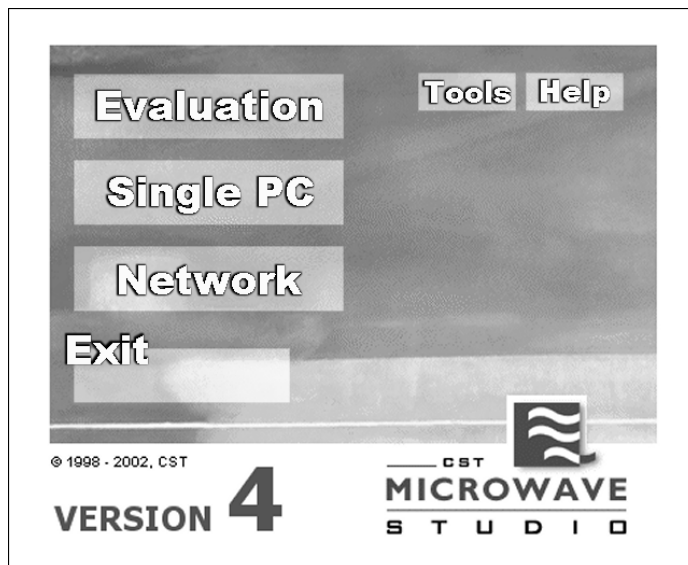 Evaluation
Tools Help
Single PC
Network
Exit
© 1998 - 2002, CST
VERSION 4
CST
MICROWAVE
STUDIO